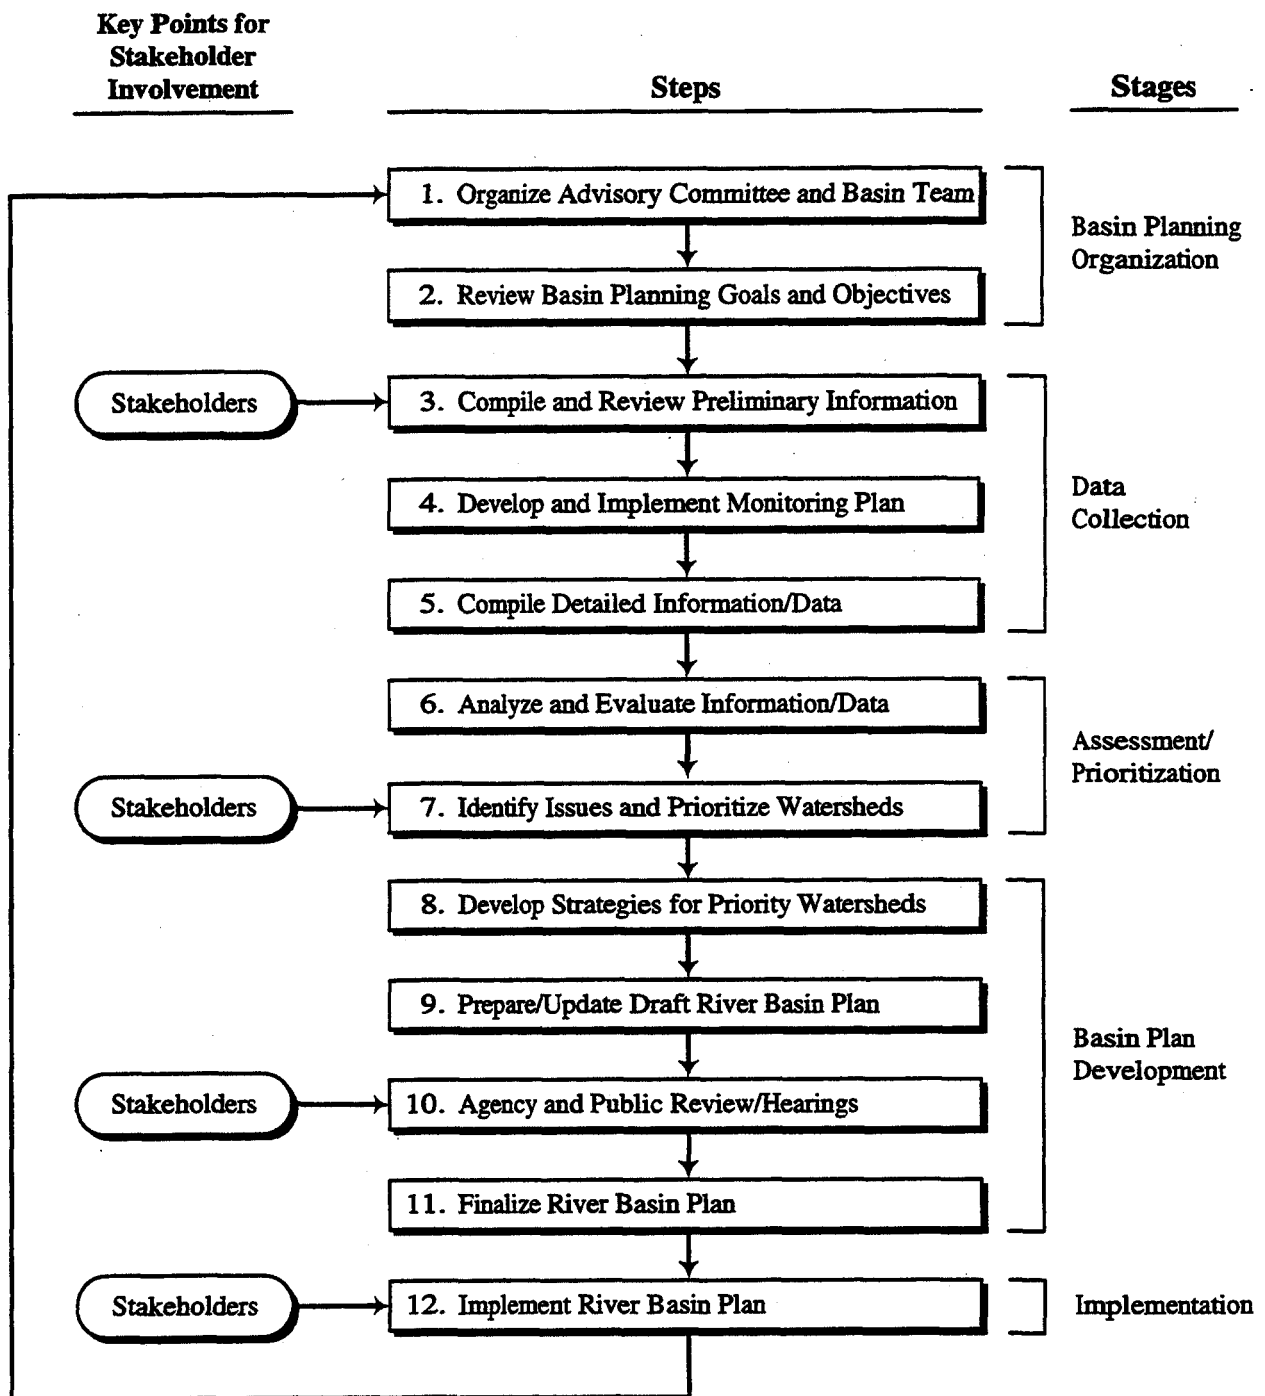 Key Points for
Stakeholder
Involvement
Steps
Stages
1. Organize Advisory Committee and Basin Team
2. Review Basin Planning Goals and Objectives
Basin Planning
Organization
Stakeholders
3. Compile and Review Preliminary Information
4. Develop and Implement Monitoring Plan
5. Compile Detailed Information/Data
Data
Collection
6. Analyze and Evaluate Information/Data
Stakeholders
7. Identify Issues and Prioritize Watersheds
Assessment/
Prioritization
8. Develop Strategies for Priority Watersheds
9. Prepare/Update Draft River Basin Plan
Stakeholders
10. Agency and Public Review/Hearings
11. Finalize River Basin Plan
Basin Plan
Development
Stakeholders
12. Implement River Basin Plan
Implementation